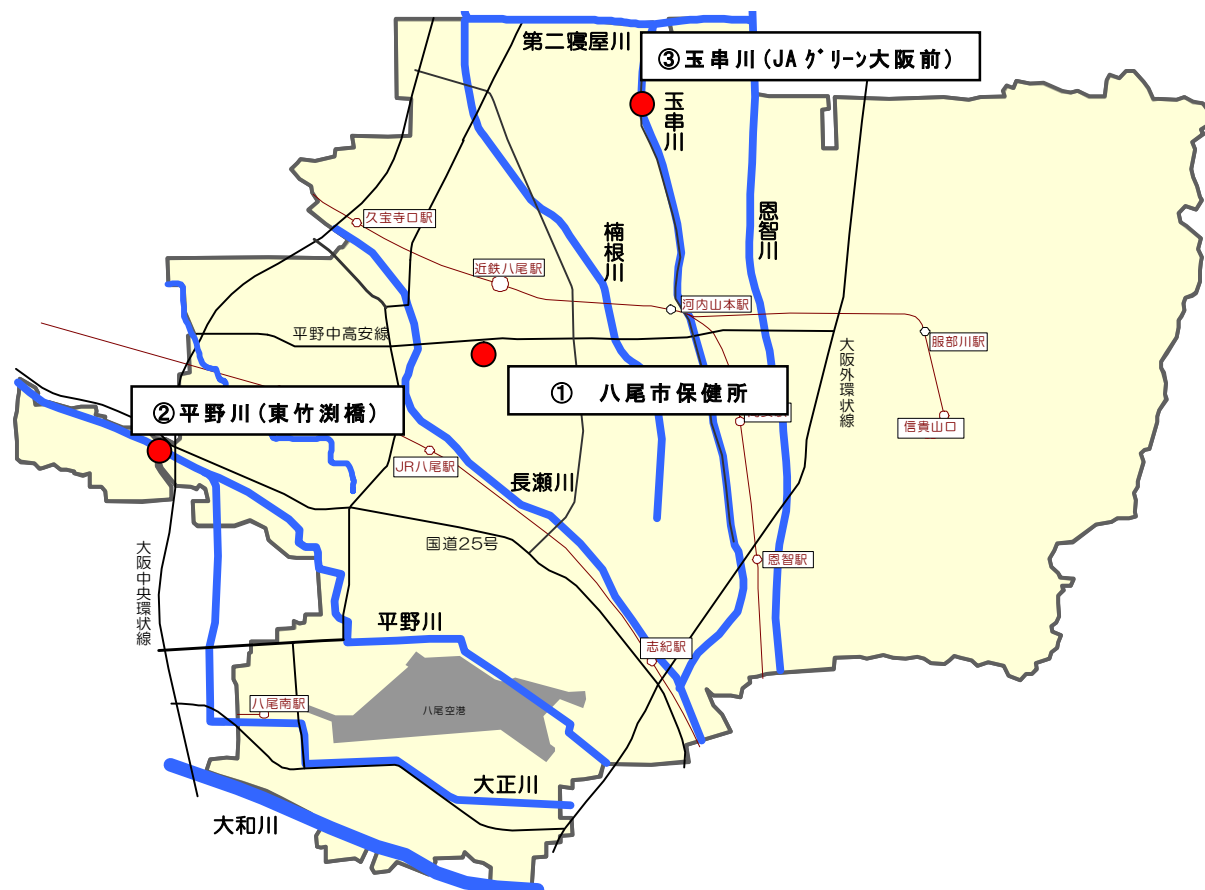 第二寝屋川
③玉串川(JAグリーン大阪前)
玉串川
久宝寺口駅
恩智川
楠根川
近鉄八尾駅
河内山本駅
平野中高安線
服部川駅
大阪外環状線
① 八尾市保健所
②平野川(東竹渕橋)
信貴山口
JR八尾駅
長瀬川
国道25号
大阪中央環状線
恩智駅
平野川
志紀駅
八尾南駅
八尾空港
大正川
大和川